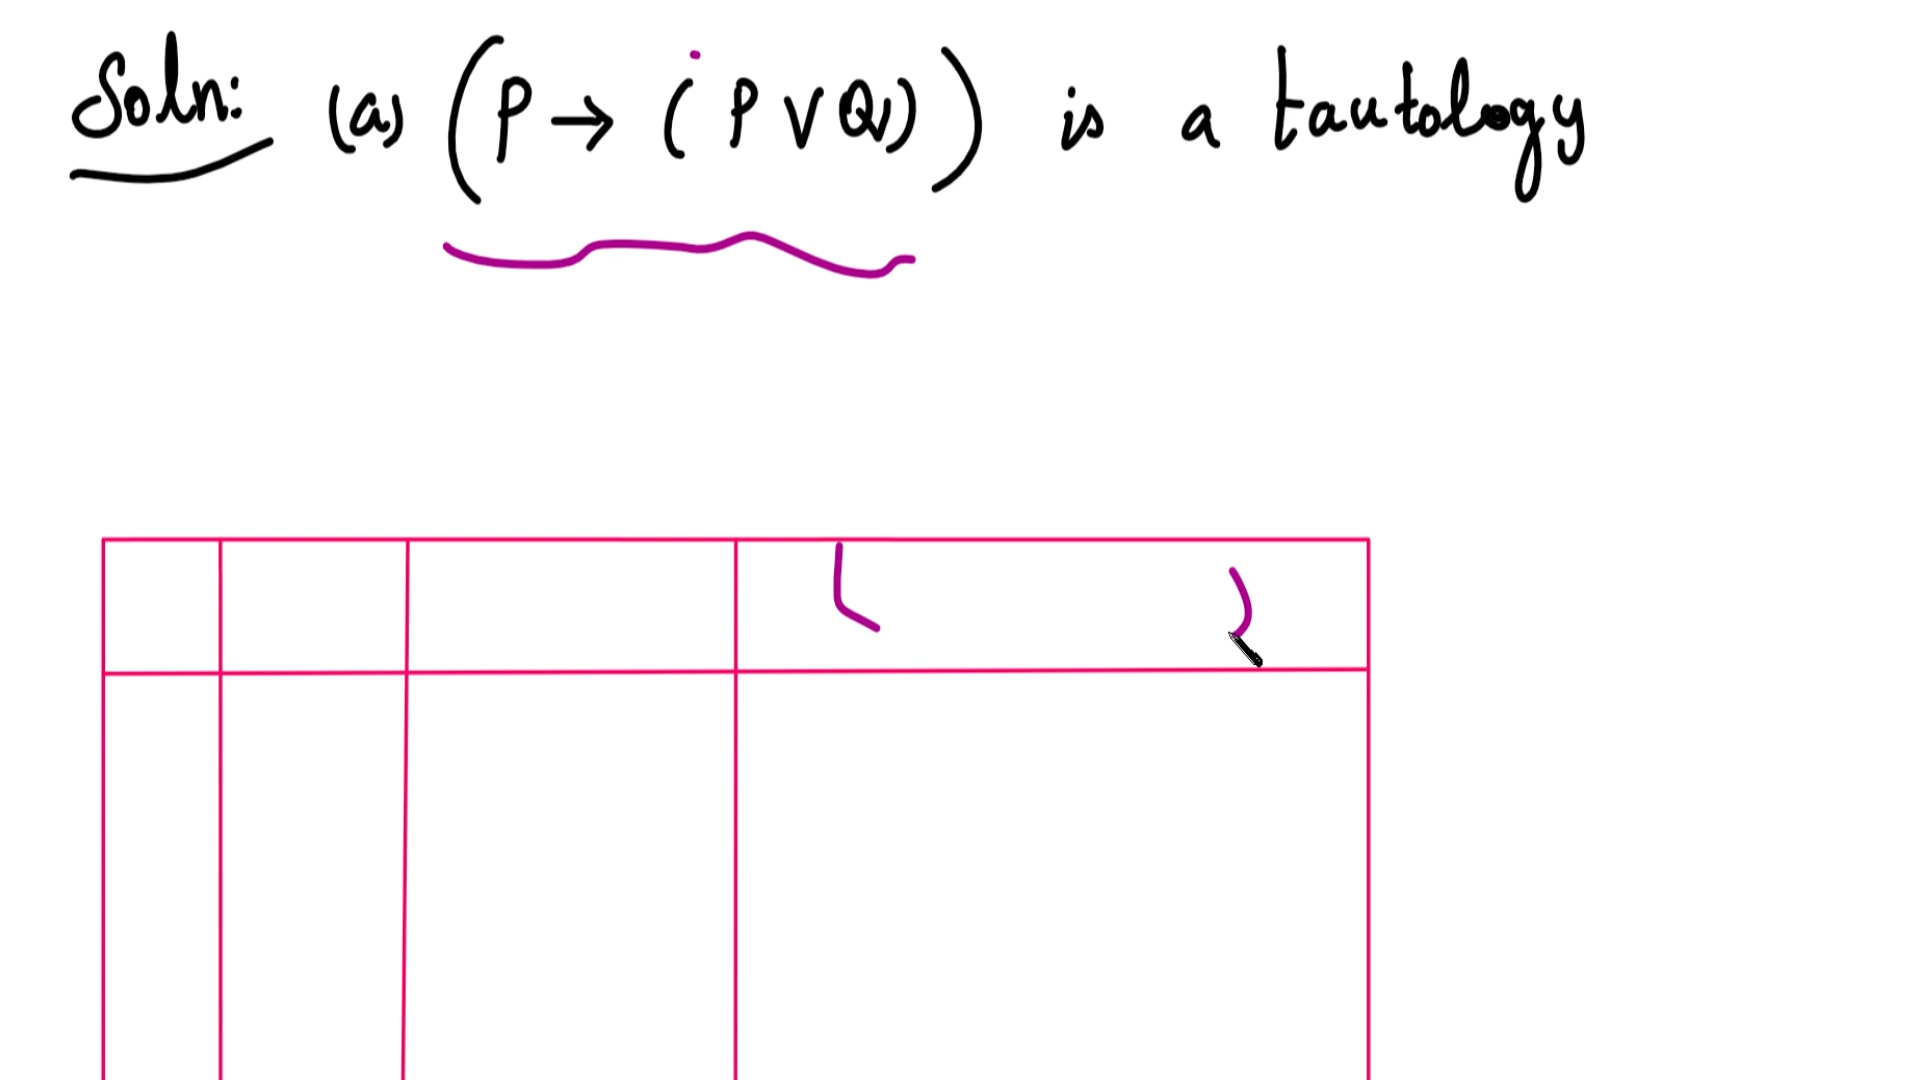 Soln: (a) (P → (P ∨ Q)) is a tautology
( )